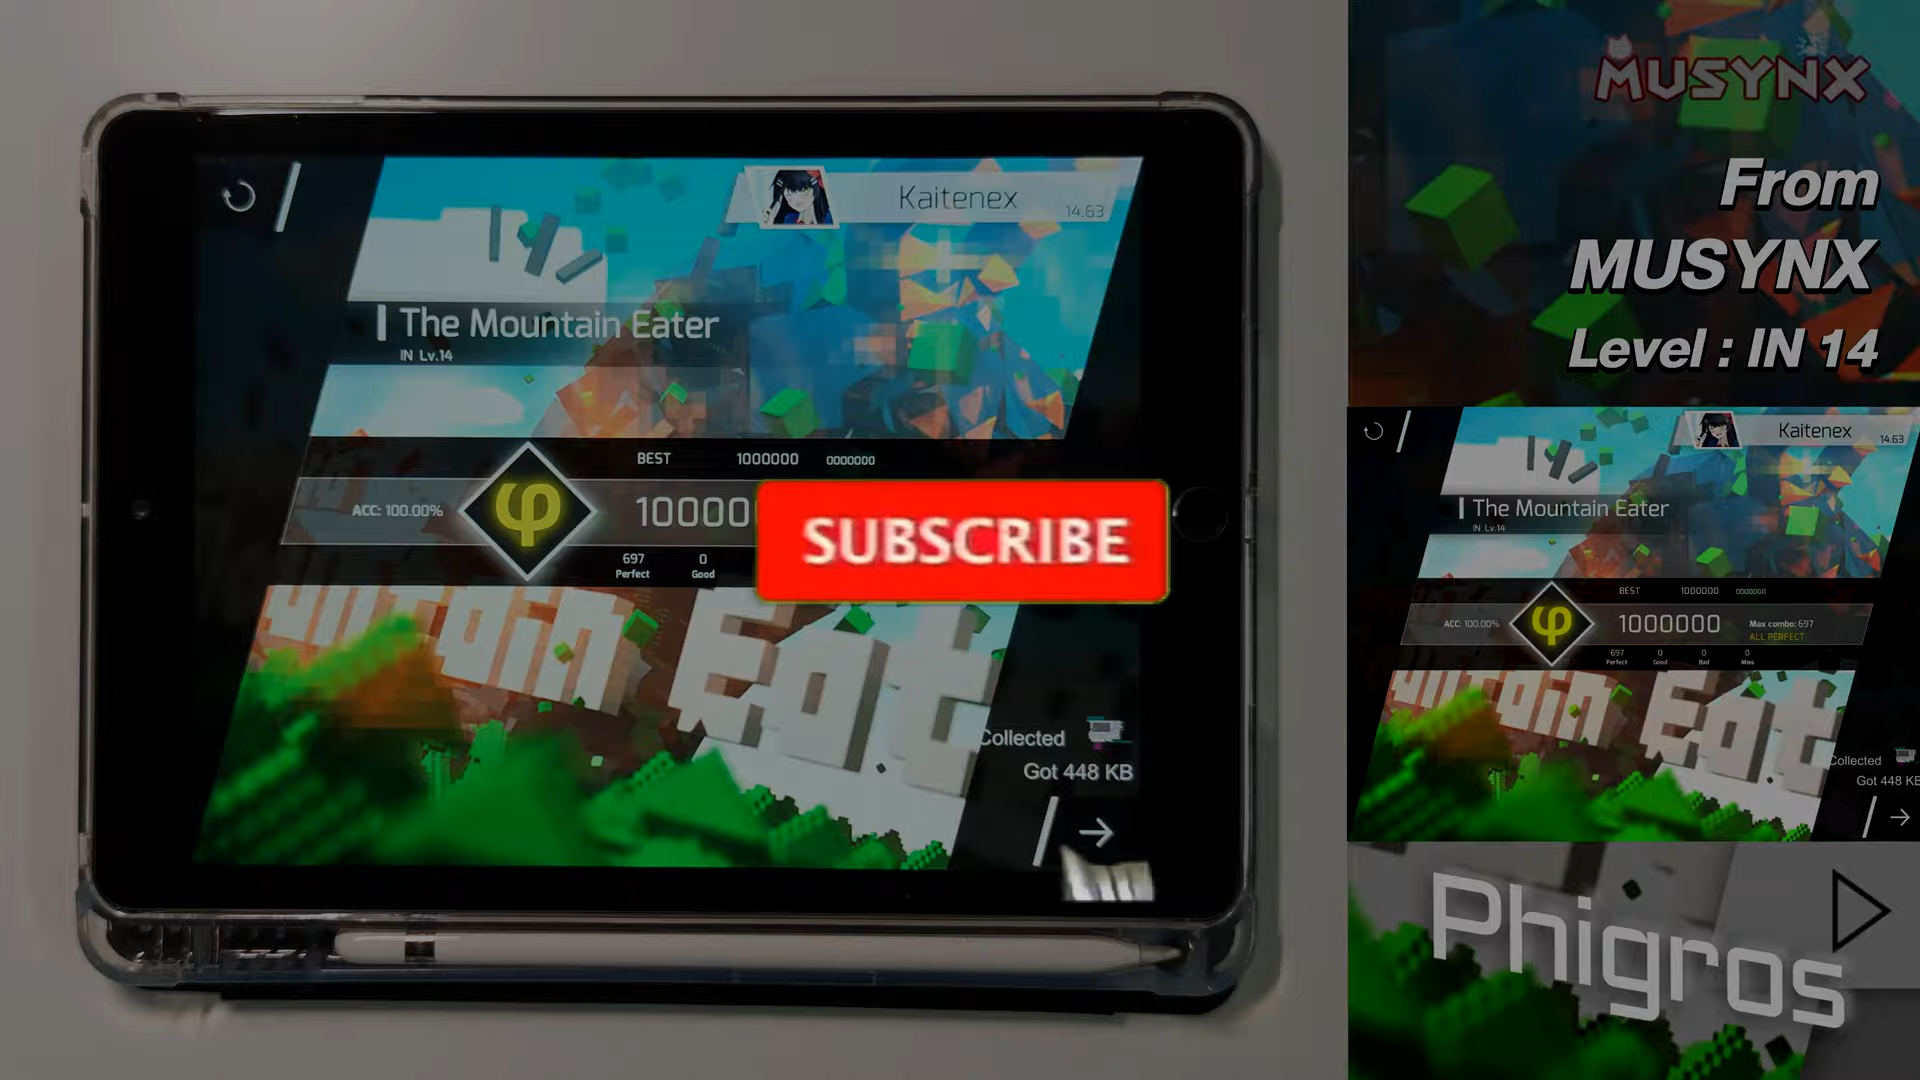 Kaitenex
14.63
The Mountain Eater
IN Lv.14
BEST 1000000 0000000
ACC: 100.00%
φ
10000
697 0
Perfect Good
SUBSCRIBE
Collected
Got 448 KB
MUSYNX
From
MUSYNX
Level : IN 14
Kaitenex
14.63
The Mountain Eater
IN Lv.14
BEST 1000000 0000000
ACC: 100.00%
φ
1000000
Max combo: 697
ALL PERFECT
697 0 0 0
Perfect Good Bad Miss
Eat
Collected
Got 448 KB
Phigros